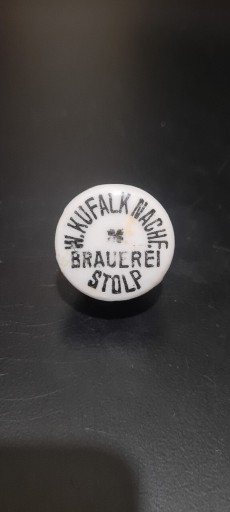 W. KUFALK NACHF.
BRAUEREI
STOLP